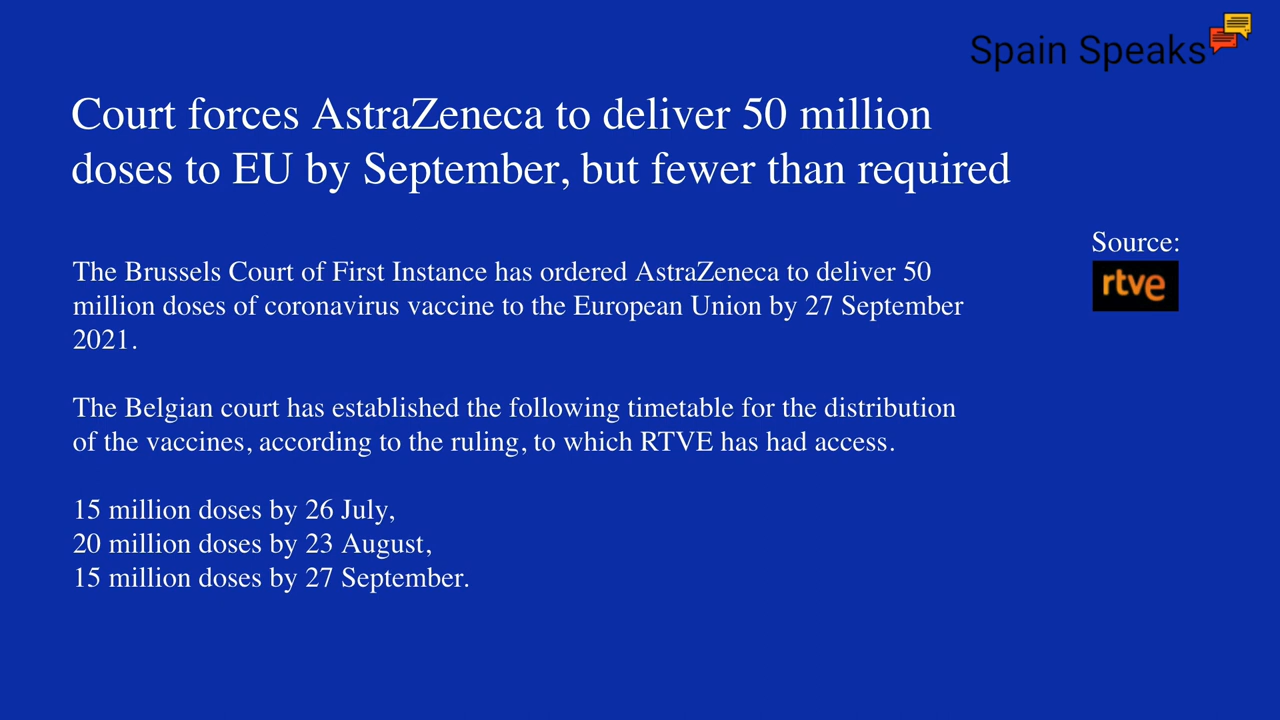 Spain Speaks
Court forces AstraZeneca to deliver 50 million
doses to EU by September, but fewer than required
Source:
rtve
The Brussels Court of First Instance has ordered AstraZeneca to deliver 50
million doses of coronavirus vaccine to the European Union by 27 September
2021.
The Belgian court has established the following timetable for the distribution
of the vaccines, according to the ruling, to which RTVE has had access.
15 million doses by 26 July,
20 million doses by 23 August,
15 million doses by 27 September.